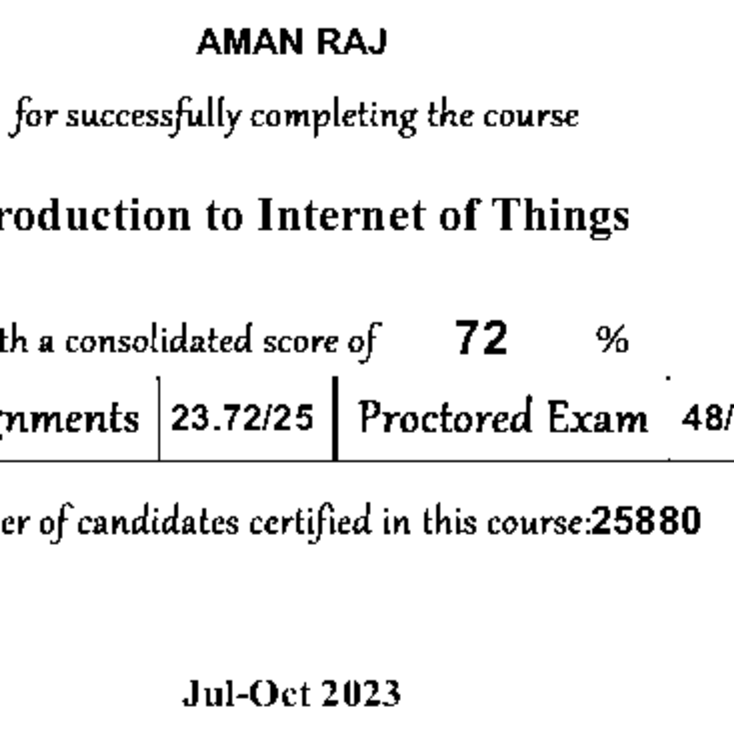 AMAN RAJ
for successfully completing the course
roduction to Internet of Things
th a consolidated score of 72 %
gnments 23.72/25 Proctored Exam 48/
er of candidates certified in this course:25880
Jul-Oct 2023